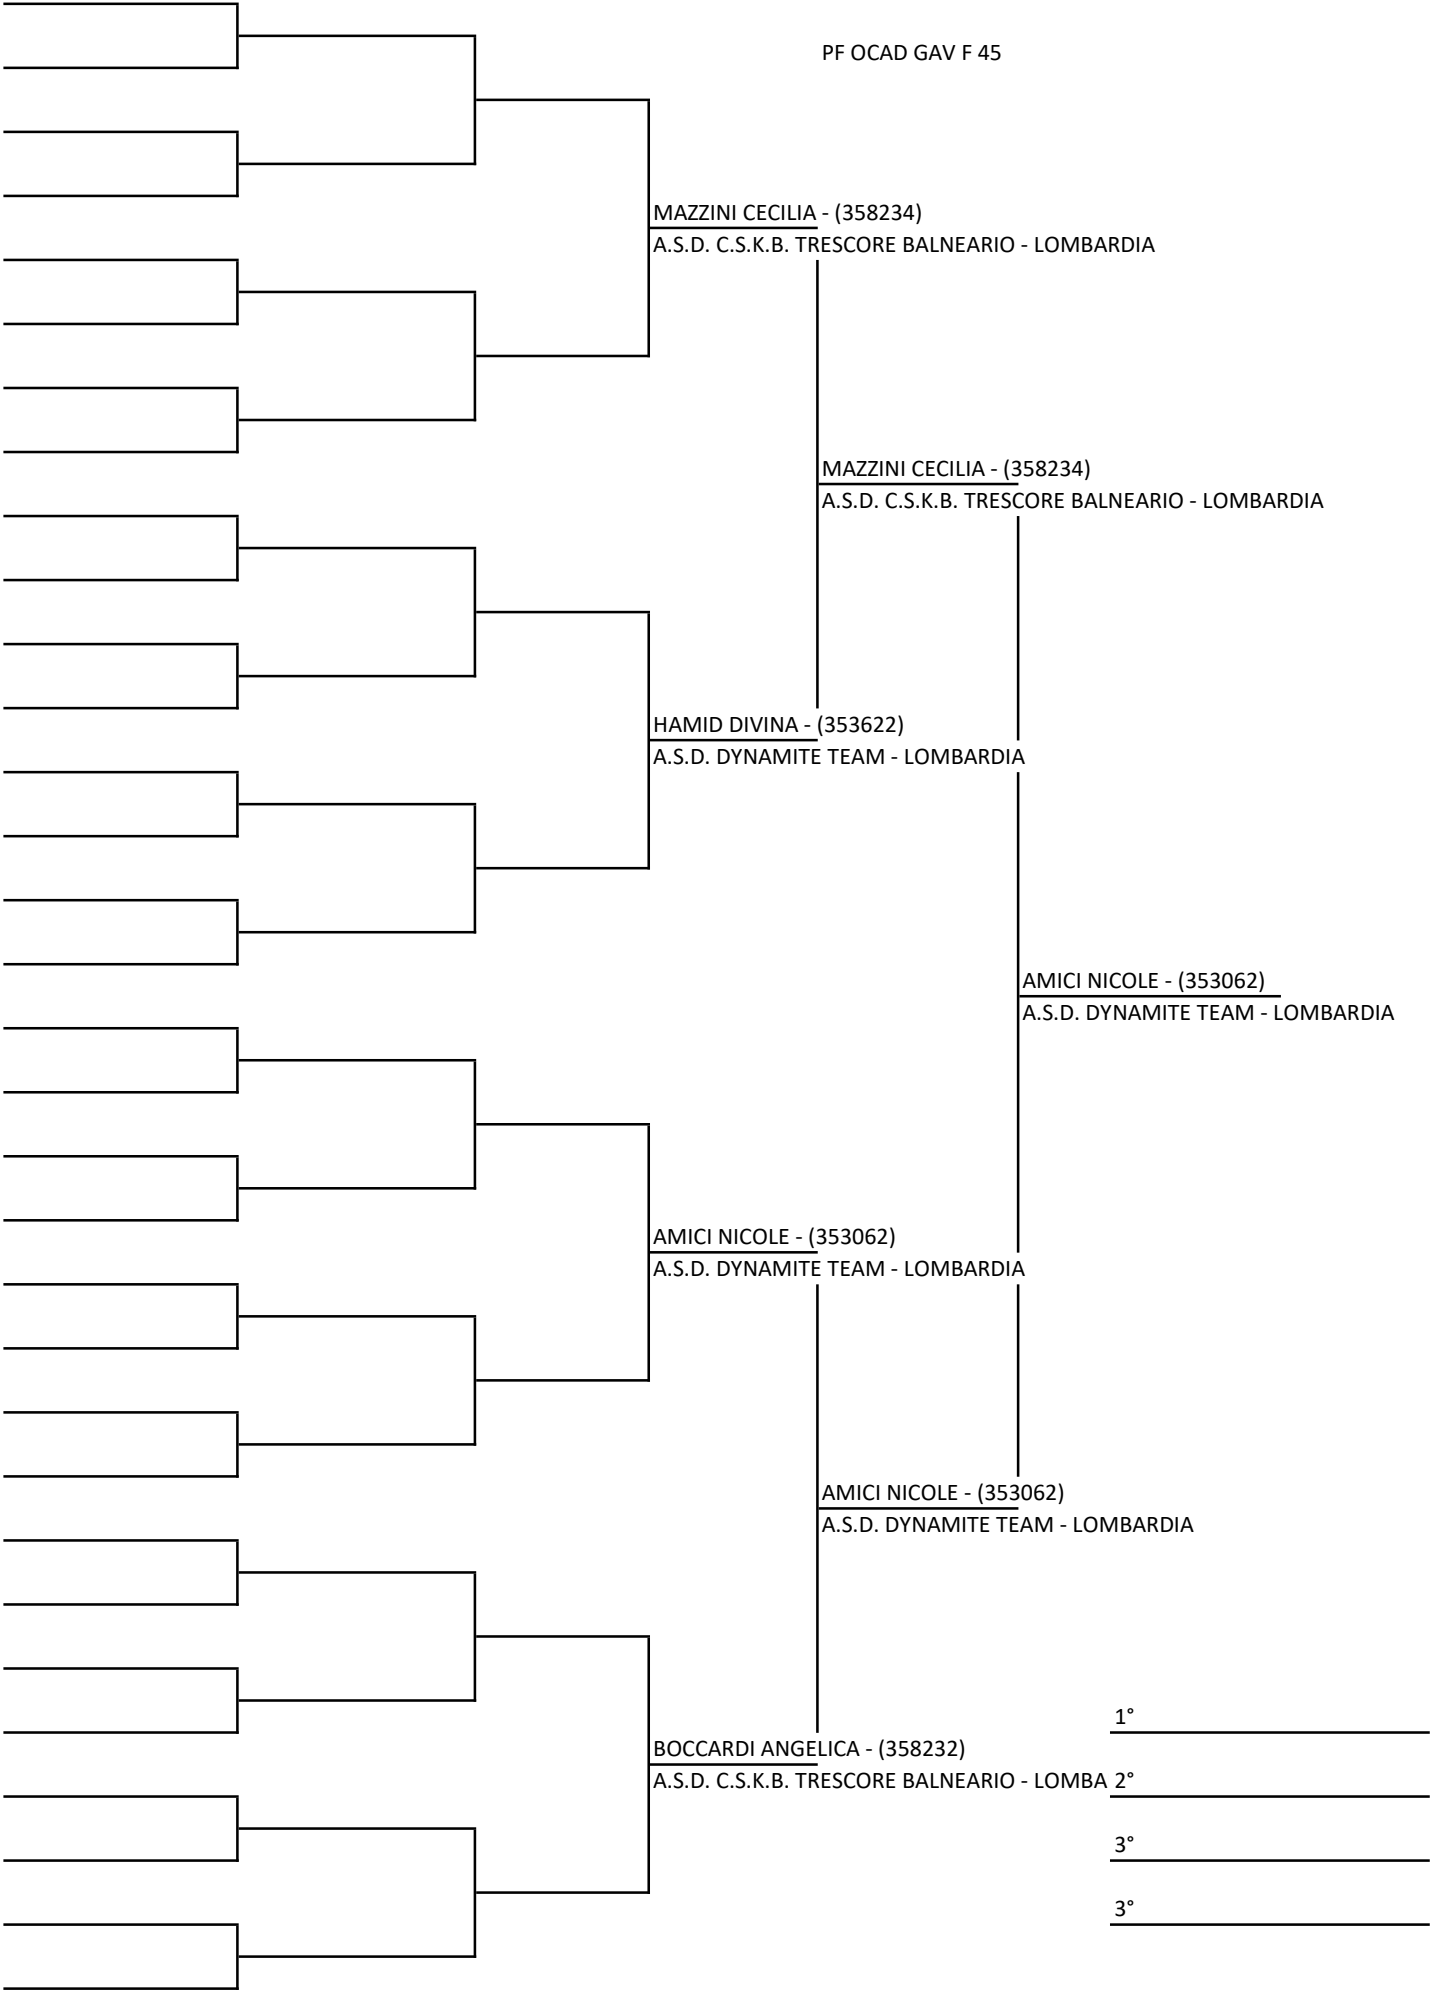 PF OCAD GAV F 45
MAZZINI CECILIA - (358234)
A.S.D. C.S.K.B. TRESCORE BALNEARIO - LOMBARDIA
MAZZINI CECILIA - (358234)
A.S.D. C.S.K.B. TRESCORE BALNEARIO - LOMBARDIA
HAMID DIVINA - (353622)
A.S.D. DYNAMITE TEAM - LOMBARDIA
AMICI NICOLE - (353062)
A.S.D. DYNAMITE TEAM - LOMBARDIA
AMICI NICOLE - (353062)
A.S.D. DYNAMITE TEAM - LOMBARDIA
AMICI NICOLE - (353062)
A.S.D. DYNAMITE TEAM - LOMBARDIA
1°
BOCCARDI ANGELICA - (358232)
A.S.D. C.S.K.B. TRESCORE BALNEARIO - LOMBA 2°
3°
3°